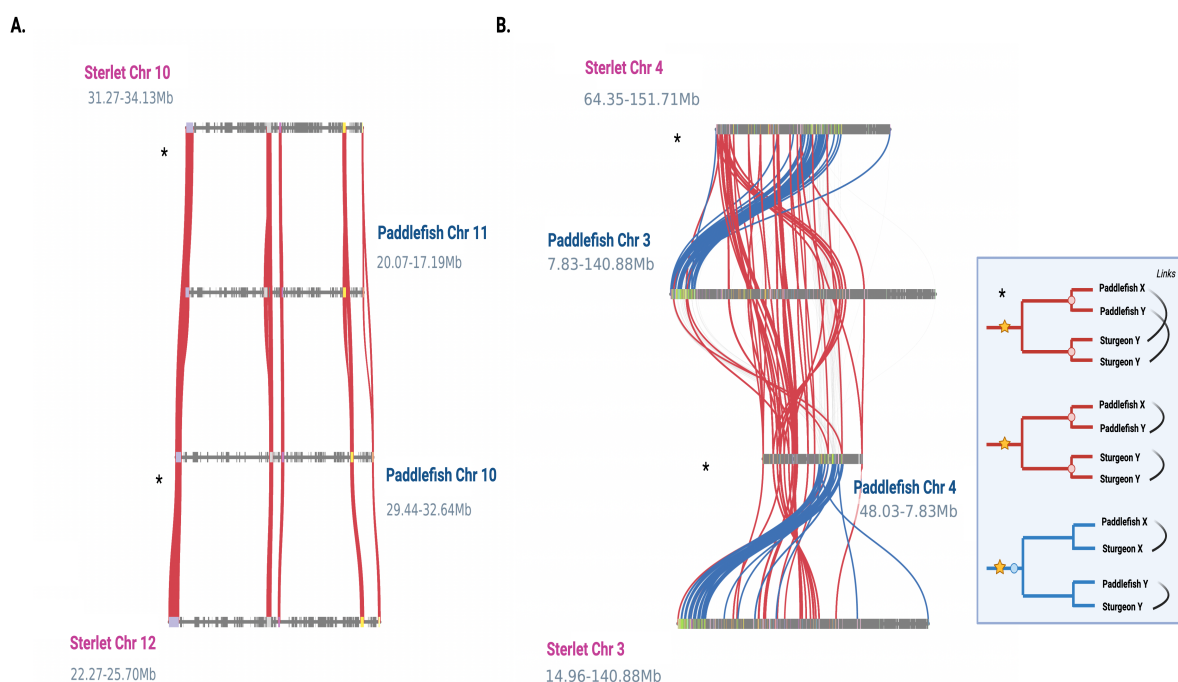 A.
Sterlet Chr 10
31.27-34.13Mb
*
Paddlefish Chr 11
20.07-17.19Mb
*
Paddlefish Chr 10
29.44-32.64Mb
Sterlet Chr 12
22.27-25.70Mb
B.
Sterlet Chr 4
64.35-151.71Mb
*
Paddlefish Chr 3
7.83-140.88Mb
*
Paddlefish Chr 4
48.03-7.83Mb
Sterlet Chr 3
14.96-140.88Mb
Links
*
Paddlefish X
Paddlefish Y
Sturgeon Y
Sturgeon Y
Paddlefish X
Paddlefish Y
Sturgeon Y
Sturgeon Y
Paddlefish X
Sturgeon X
Paddlefish Y
Sturgeon Y